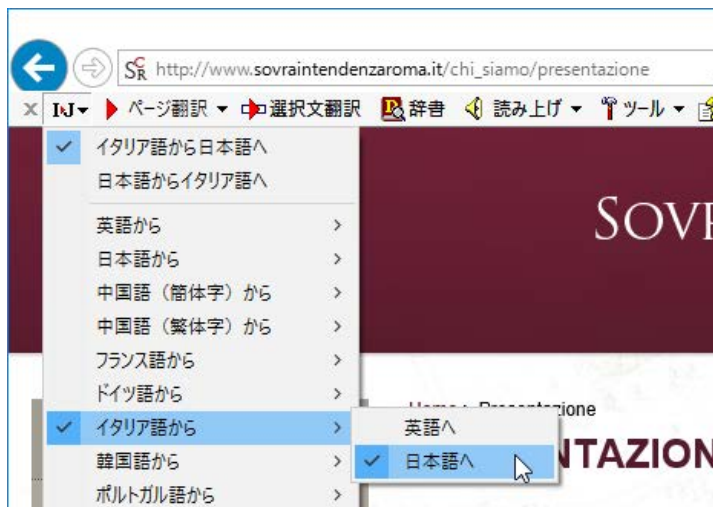 http://www.sovraintendenzaroma.it/chi_siamo/presentazione
X I›J▾ ページ翻訳 ▾ 選択文翻訳 辞書 読み上げ ▾ ツール ▾
イタリア語から日本語へ
日本語からイタリア語へ
SOVR
英語から
日本語から
中国語（簡体字）から
中国語（繁体字）から
フランス語から
ドイツ語から
Home > Presentazione
イタリア語から
英語へ
韓国語から
日本語へ
NTAZION
ポルトガル語から